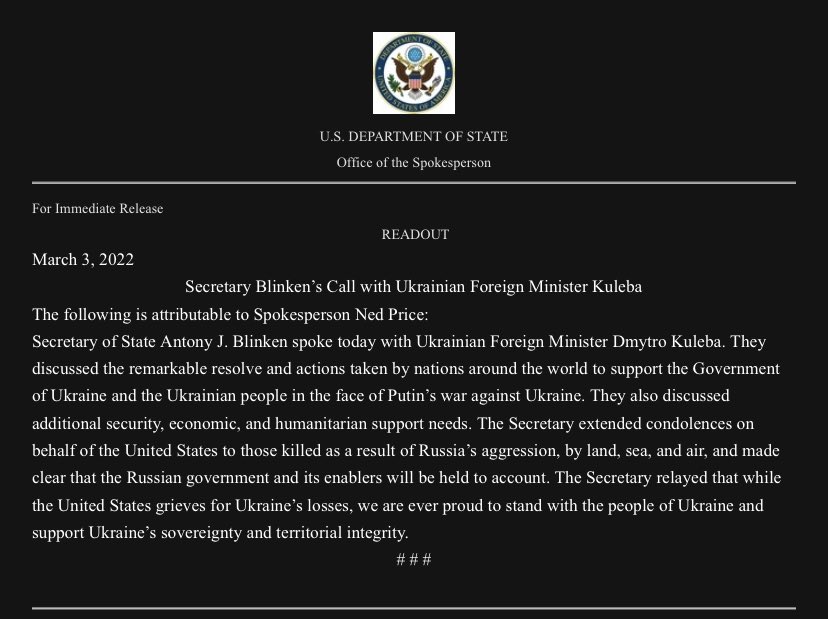 DEPARTMENT OF STATE
UNITED STATES OF AMERICA
U.S. DEPARTMENT OF STATE
Office of the Spokesperson
For Immediate Release
READOUT
March 3, 2022
Secretary Blinken’s Call with Ukrainian Foreign Minister Kuleba
The following is attributable to Spokesperson Ned Price:
Secretary of State Antony J. Blinken spoke today with Ukrainian Foreign Minister Dmytro Kuleba. They
discussed the remarkable resolve and actions taken by nations around the world to support the Government
of Ukraine and the Ukrainian people in the face of Putin’s war against Ukraine. They also discussed
additional security, economic, and humanitarian support needs. The Secretary extended condolences on
behalf of the United States to those killed as a result of Russia’s aggression, by land, sea, and air, and made
clear that the Russian government and its enablers will be held to account. The Secretary relayed that while
the United States grieves for Ukraine’s losses, we are ever proud to stand with the people of Ukraine and
support Ukraine’s sovereignty and territorial integrity.
# # #